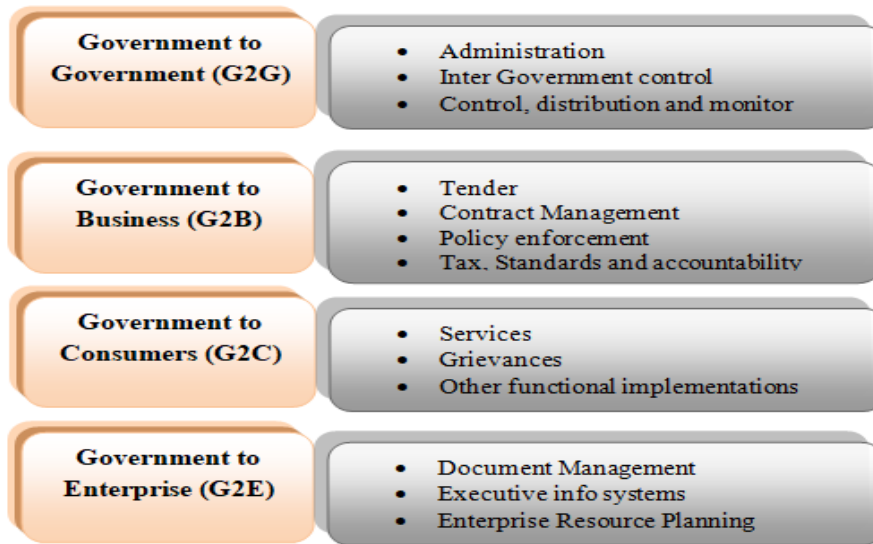 Government to
Government (G2G)
• Administration
• Inter Government control
• Control, distribution and monitor
Government to
Business (G2B)
• Tender
• Contract Management
• Policy enforcement
• Tax, Standards and accountability
Government to
Consumers (G2C)
• Services
• Grievances
• Other functional implementations
Government to
Enterprise (G2E)
• Document Management
• Executive info systems
• Enterprise Resource Planning